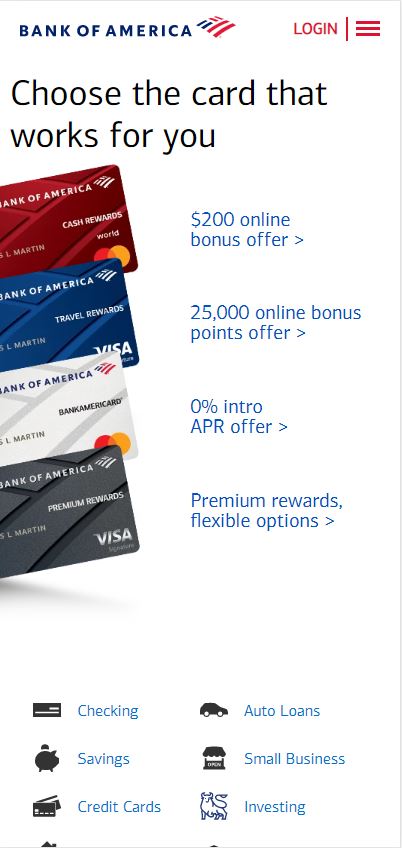 BANK OF AMERICA
LOGIN
Choose the card that
works for you
BANK OF AMERICA
CASH REWARDS
world
S L MARTIN
$200 online
bonus offer >
BANK OF AMERICA
TRAVEL REWARDS
S L MARTIN
VISA
25,000 online bonus
points offer >
BANK OF AMERICA
BANKAMERICARD
S L MARTIN
0% intro
APR offer >
BANK OF AMERICA
PREMIUM REWARDS
S L MARTIN
VISA
Signature
Premium rewards,
flexible options >
Checking
Auto Loans
Savings
OPEN
Small Business
Credit Cards
Investing